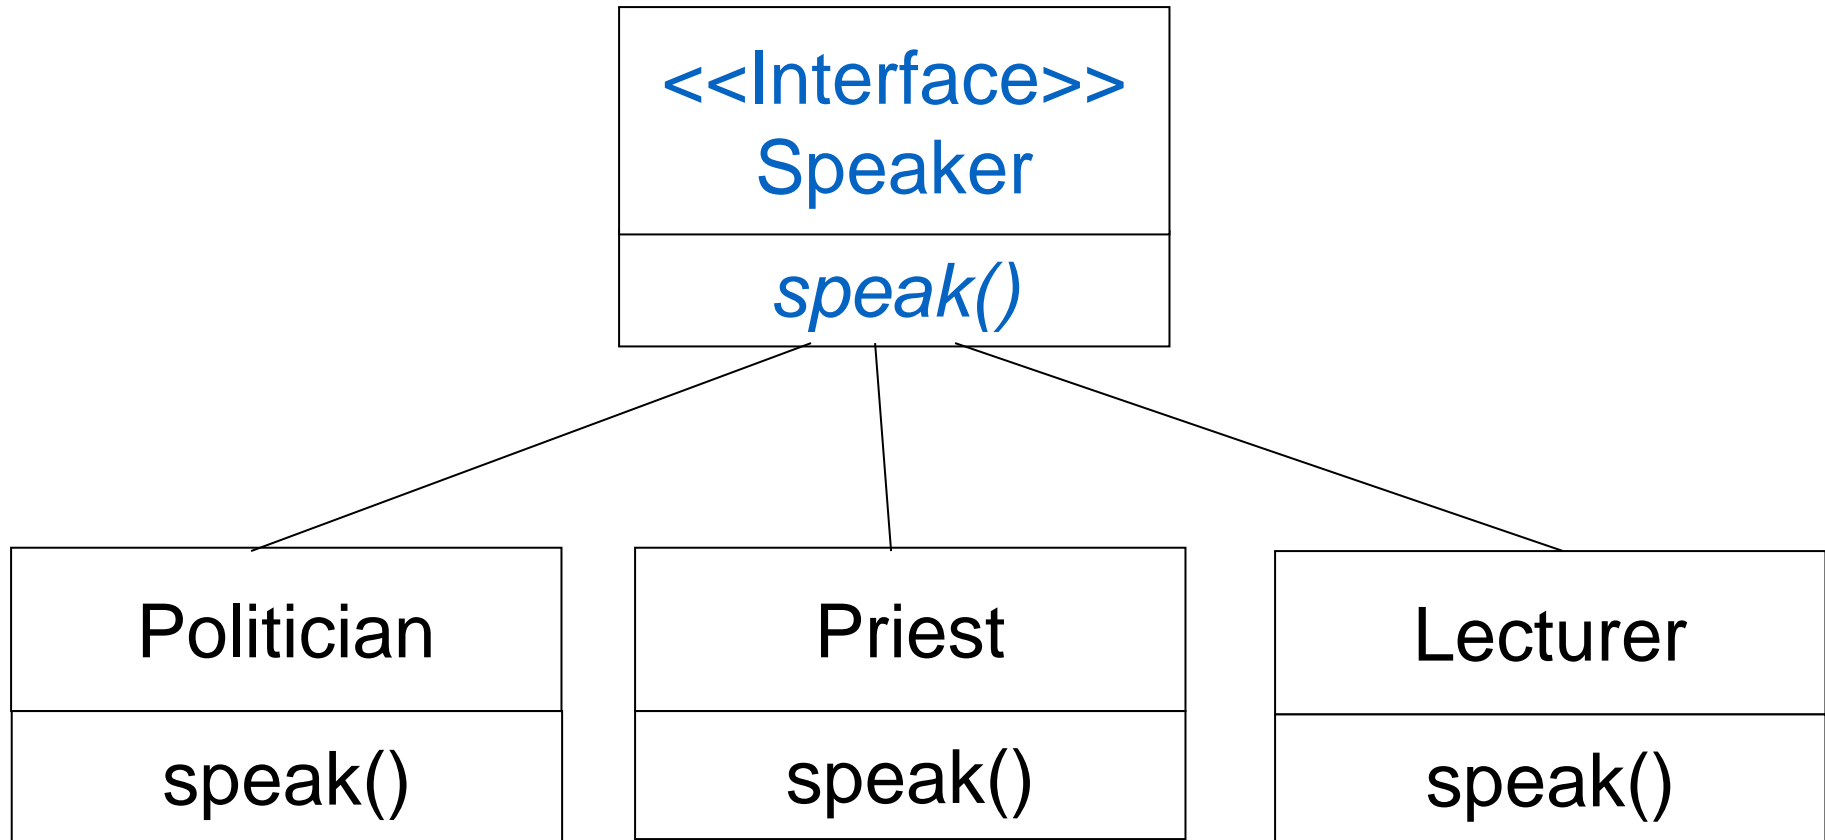 <<Interface>>
Speaker
speak()
Politician
speak()
Priest
speak()
Lecturer
speak()